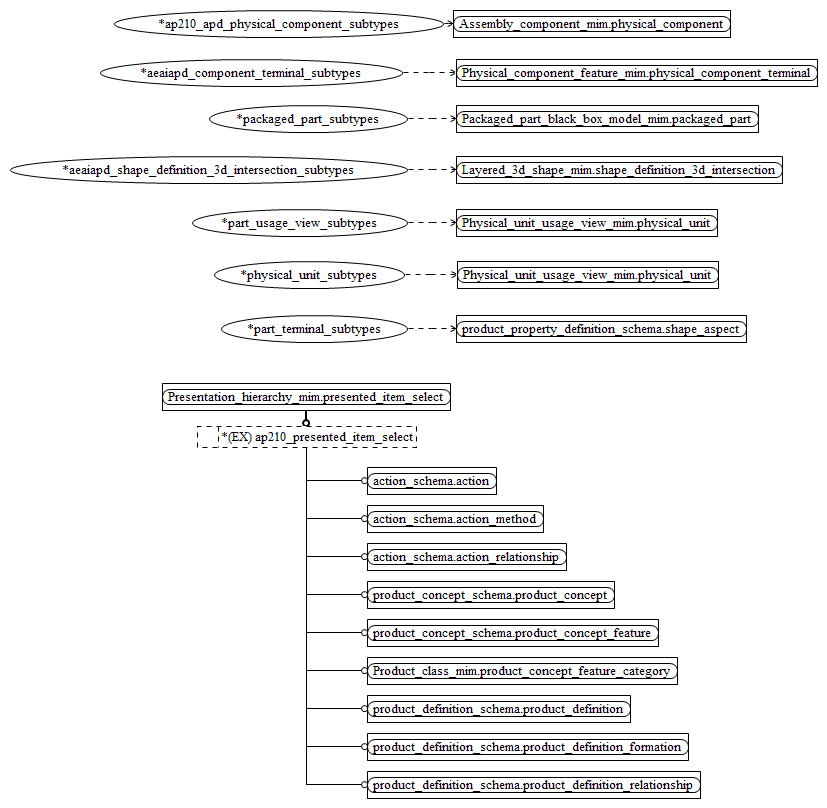 *ap210_apd_physical_component_subtypes Assembly_component_mim.physical_component
*aeaiapd_component_terminal_subtypes Physical_component_feature_mim.physical_component_terminal
*packaged_part_subtypes Packaged_part_black_box_model_mim.packaged_part
*aeaiapd_shape_definition_3d_intersection_subtypes Layered_3d_shape_mim.shape_definition_3d_intersection
*part_usage_view_subtypes Physical_unit_usage_view_mim.physical_unit
*physical_unit_subtypes Physical_unit_usage_view_mim.physical_unit
*part_terminal_subtypes product_property_definition_schema.shape_aspect
Presentation_hierarchy_mim.presented_item_select
*(EX) ap210_presented_item_select
action_schema.action
action_schema.action_method
action_schema.action_relationship
product_concept_schema.product_concept
product_concept_schema.product_concept_feature
Product_class_mim.product_concept_feature_category
product_definition_schema.product_definition
product_definition_schema.product_definition_formation
product_definition_schema.product_definition_relationship